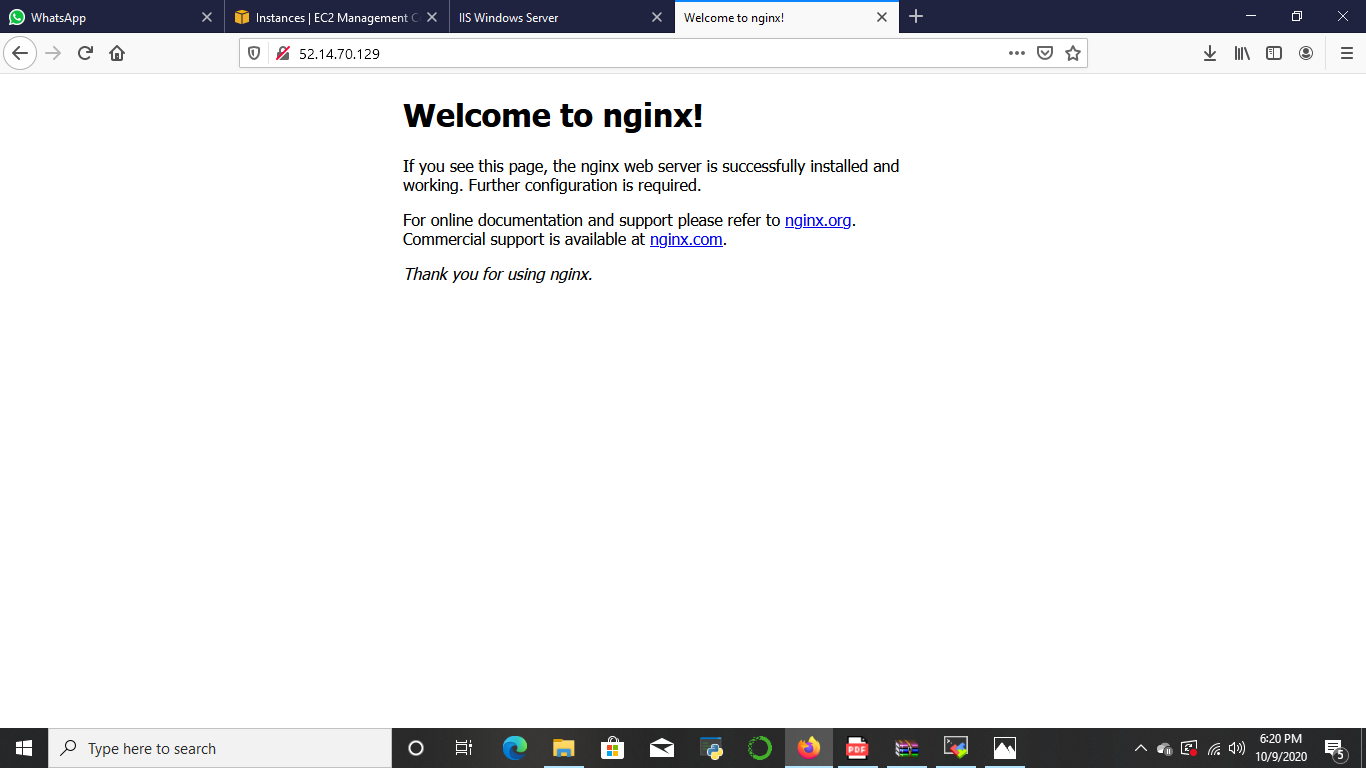 WhatsApp
Instances | EC2 Management C
IIS Windows Server
Welcome to nginx!
52.14.70.129
Welcome to nginx!
If you see this page, the nginx web server is successfully installed and
working. Further configuration is required.
For online documentation and support please refer to nginx.org.
Commercial support is available at nginx.com.
Thank you for using nginx.
Type here to search
PDF
6:20 PM
10/9/2020
5